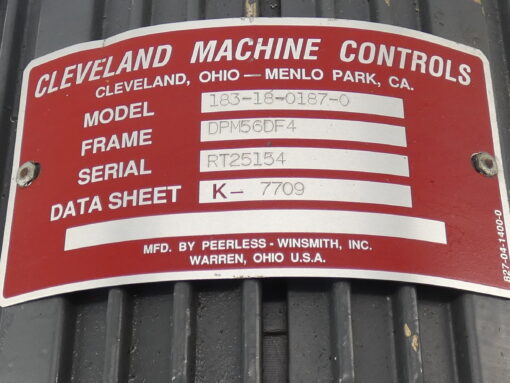 CLEVELAND MACHINE CONTROLS
CLEVELAND, OHIO — MENLO PARK, CA.
MODEL 183-18-0187-0
FRAME DPM56DF4
SERIAL RT25154
DATA SHEET K- 7709
MFD. BY PEERLESS - WINSMITH, INC.
WARREN, OHIO U.S.A.
827-04-1400-0